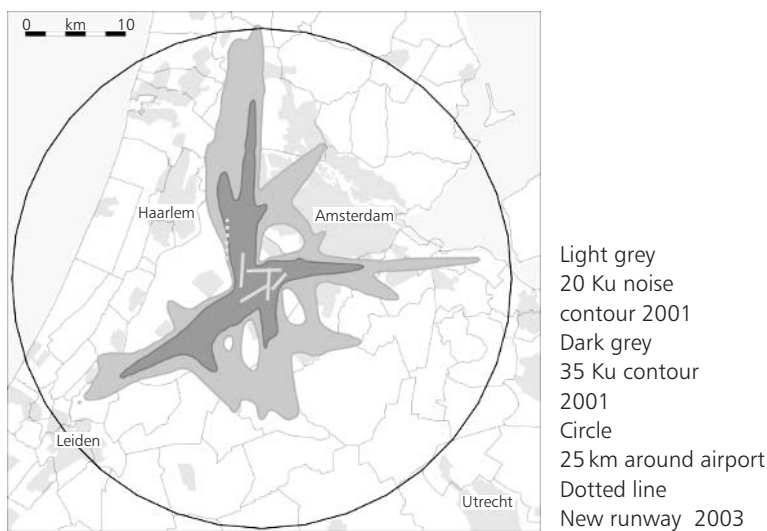 0 km 10
Haarlem
Amsterdam
Leiden
Utrecht
Light grey
20 Ku noise
contour 2001
Dark grey
35 Ku contour
2001
Circle
25 km around airport
Dotted line
New runway 2003